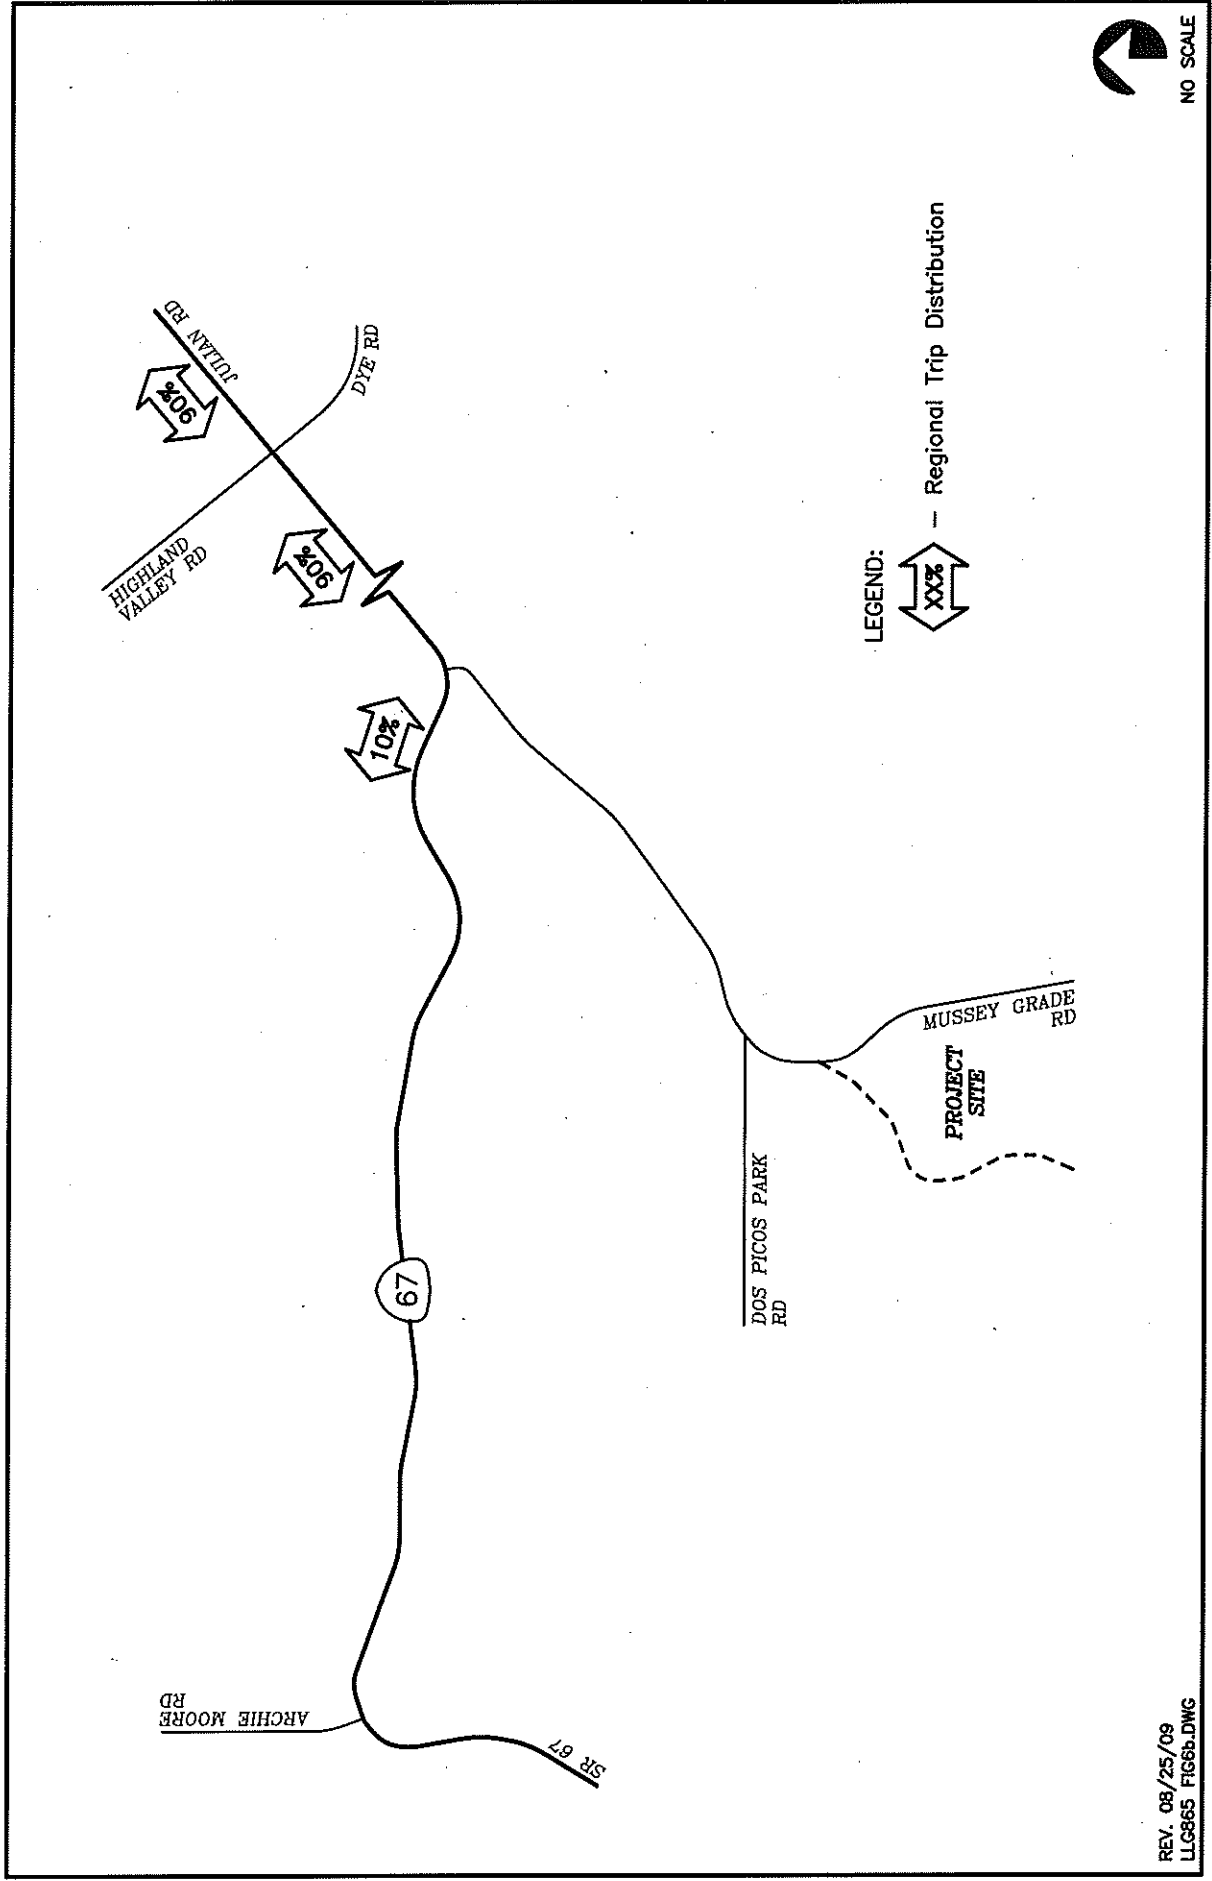 JULIAN RD
90%
DYE RD
HIGHLAND
VALLEY RD
90%
10%
67
ARCHIE MOORE
RD
SR 67
DOS PICOS PARK
RD
MUSSEY GRADE
RD
PROJECT
SITE
LEGEND:
XX% — Regional Trip Distribution
NO SCALE
REV. 08/25/09
LLG865 FIG6b.DWG